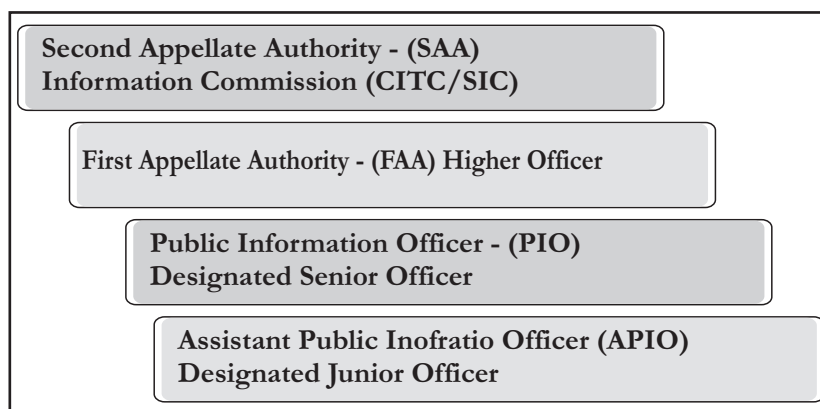 Second Appellate Authority - (SAA)
Information Commission (CITC/SIC)
First Appellate Authority - (FAA) Higher Officer
Public Information Officer - (PIO)
Designated Senior Officer
Assistant Public Inofratio Officer (APIO)
Designated Junior Officer